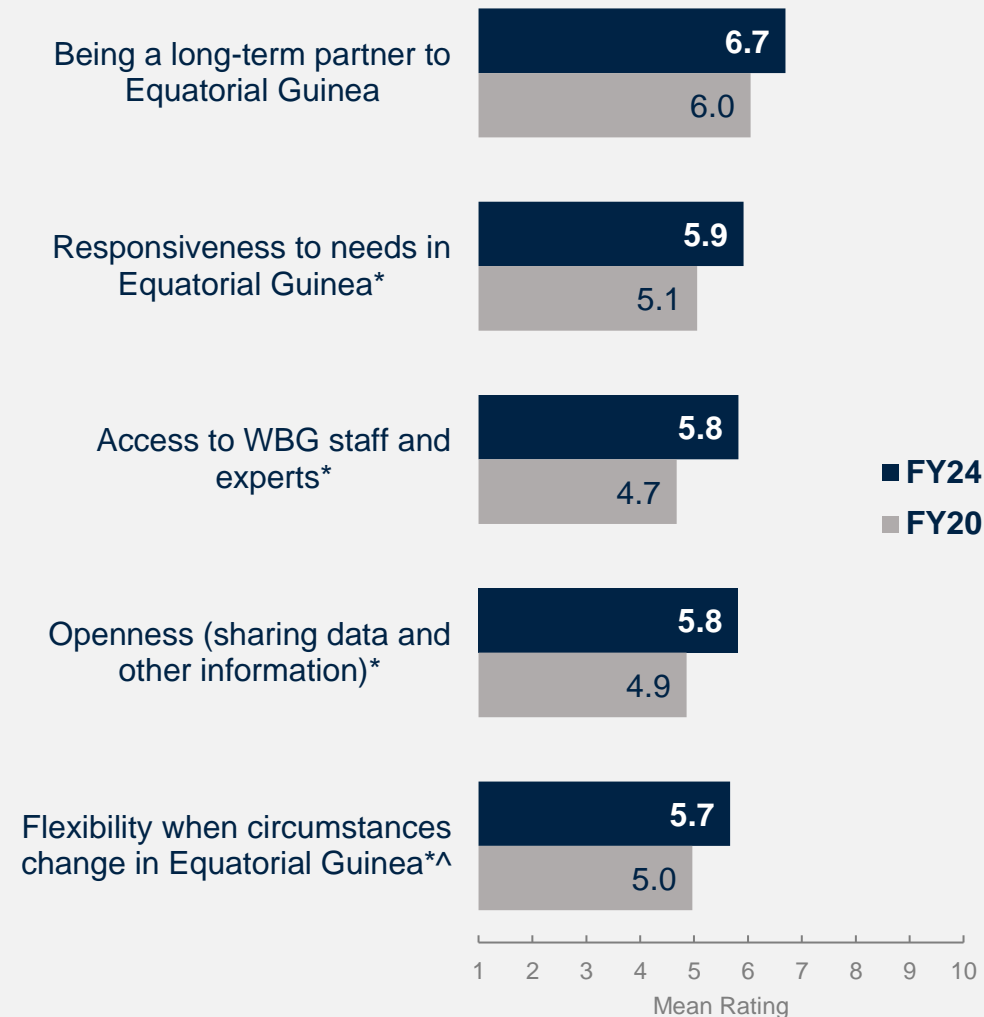 Being a long-term partner to
Equatorial Guinea
6.7
6.0
Responsiveness to needs in
Equatorial Guinea*
5.9
5.1
Access to WBG staff and
experts*
5.8
4.7
Openness (sharing data and
other information)*
5.8
4.9
Flexibility when circumstances
change in Equatorial Guinea*^
5.7
5.0
FY24
FY20
1 2 3 4 5 6 7 8 9 10
Mean Rating